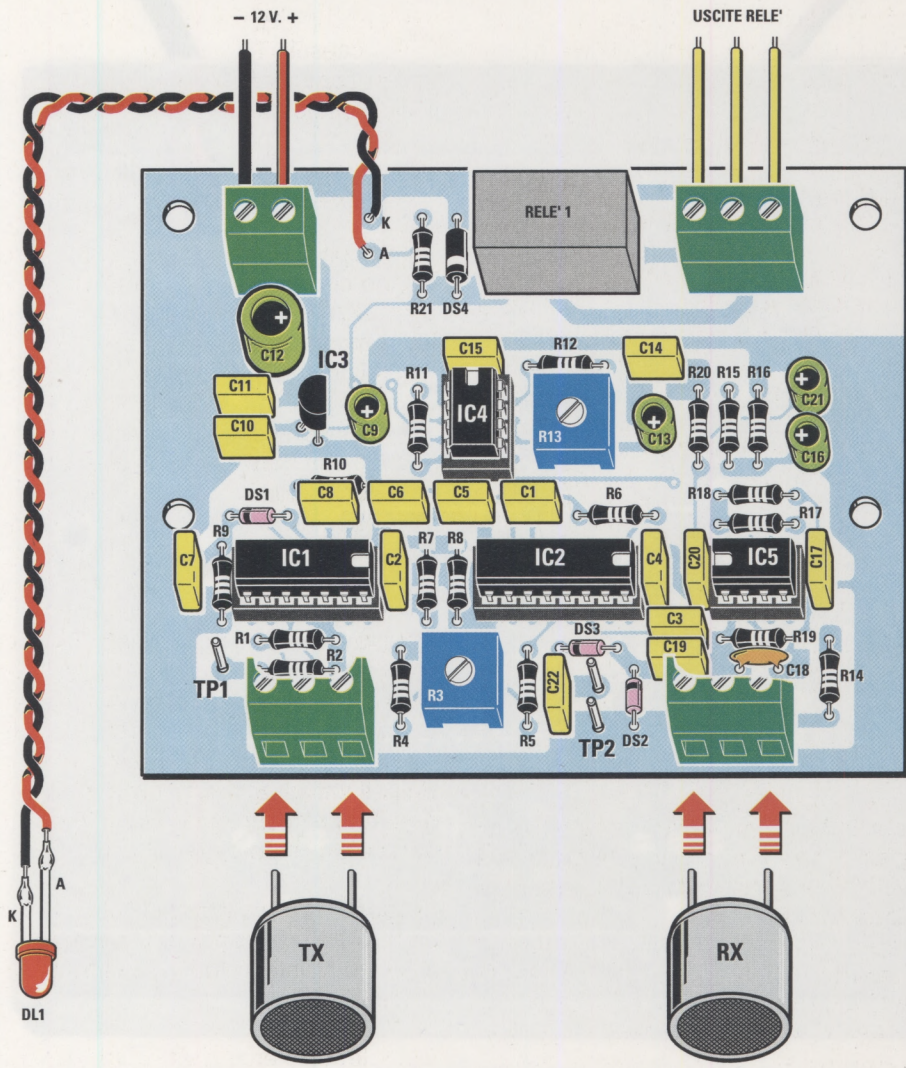 – 12 V. +
USCITE RELE'
K
A
RELE' 1
R21
DS4
C12
IC3
C15
R12
C14
C11
R11
IC4
R20
R15
R16
C21
C10
C9
R13
C13
C16
R10
DS1
C8
C6
C5
C1
R6
R18
R17
R9
R7
R8
C7
IC1
C2
IC2
C4
C20
IC5
C17
R1
R2
DS3
C3
C19
R19
C18
R14
TP1
R3
C22
R4
R5
TP2
DS2
A
K
TX
RX
DL1